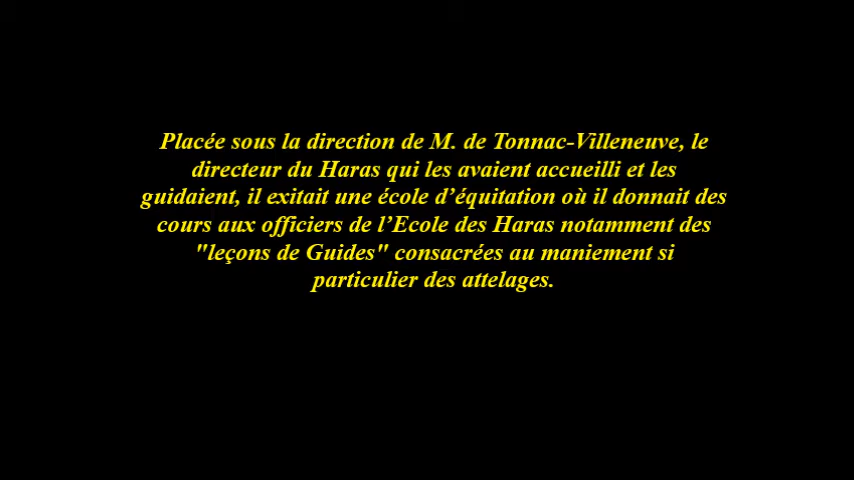 Placée sous la direction de M. de Tonnac-Villeneuve, le
directeur du Haras qui les avaient accueilli et les
guidaient, il exitait une école d’équitation où il donnait des
cours aux officiers de l’Ecole des Haras notamment des
"leçons de Guides" consacrées au maniement si
particulier des attelages.